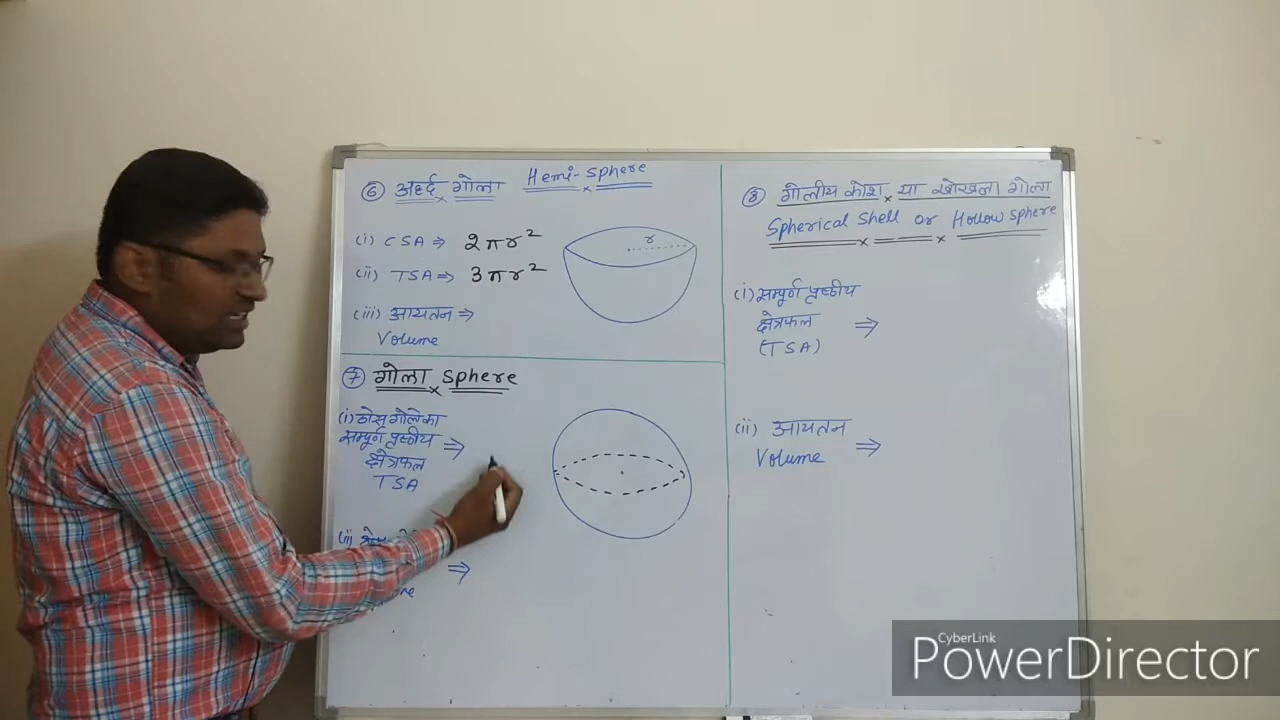 ⑥ अर्ह्द गोला Hemi-sphere
(i) CSA ⇒ 2πr²
(ii) TSA ⇒ 3πr²
(iii) आयतन ⇒
Volume
r
⑦ गोला Sphere
(i) ठोस गोले का
सम्पूर्ण पृष्ठीय ⇒
क्षेत्रफल
TSA
(ii)
⇒
⑧ गोलीय कोश या खोखला गोला
Spherical Shell or Hollow sphere
(i) सम्पूर्ण पृष्ठीय
क्षेत्रफल ⇒
(TSA)
(ii) आयतन ⇒
Volume
CyberLink
PowerDirector